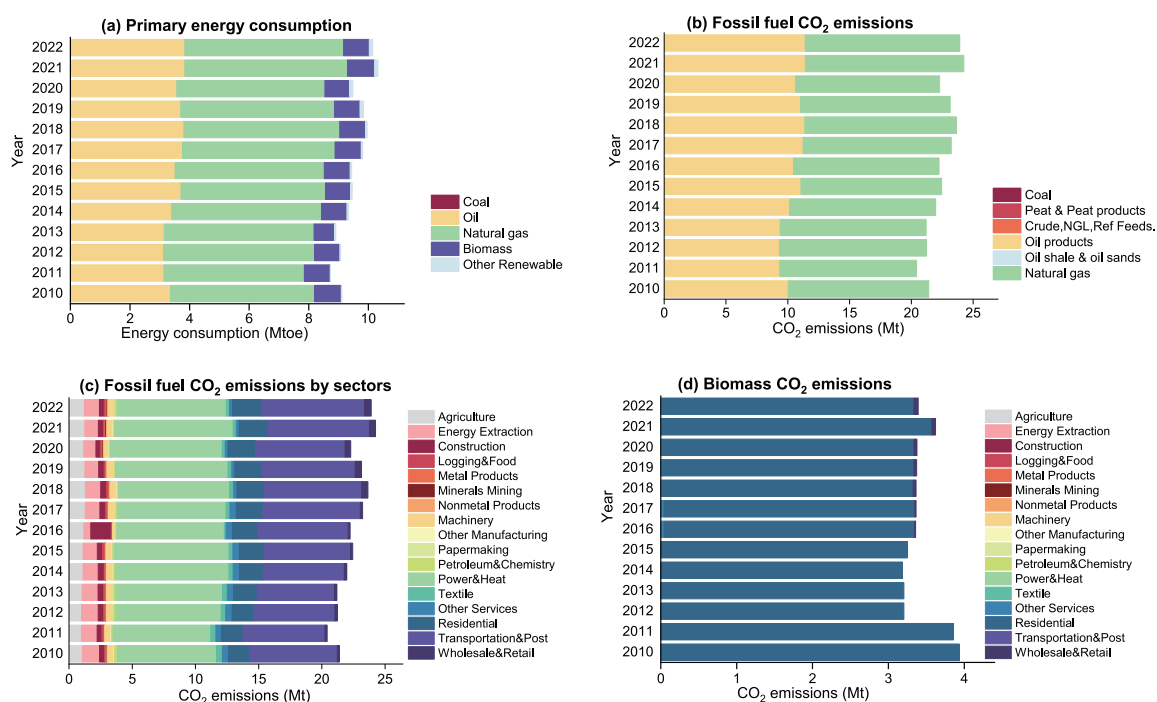 (a) Primary energy consumption
Year
2022
2021
2020
2019
2018
2017
2016
2015
2014
2013
2012
2011
2010
0 2 4 6 8 10
Energy consumption (Mtoe)
Coal
Oil
Natural gas
Biomass
Other Renewable
(b) Fossil fuel CO₂ emissions
Year
2022
2021
2020
2019
2018
2017
2016
2015
2014
2013
2012
2011
2010
0 5 10 15 20 25
CO₂ emissions (Mt)
Coal
Peat & Peat products
Crude,NGL,Ref Feeds.
Oil products
Oil shale & oil sands
Natural gas
(c) Fossil fuel CO₂ emissions by sectors
Year
2022
2021
2020
2019
2018
2017
2016
2015
2014
2013
2012
2011
2010
0 5 10 15 20 25
CO₂ emissions (Mt)
Agriculture
Energy Extraction
Construction
Logging&Food
Metal Products
Minerals Mining
Nonmetal Products
Machinery
Other Manufacturing
Papermaking
Petroleum&Chemistry
Power&Heat
Textile
Other Services
Residential
Transportation&Post
Wholesale&Retail
(d) Biomass CO₂ emissions
Year
2022
2021
2020
2019
2018
2017
2016
2015
2014
2013
2012
2011
2010
0 1 2 3 4
CO₂ emissions (Mt)
Agriculture
Energy Extraction
Construction
Logging&Food
Metal Products
Minerals Mining
Nonmetal Products
Machinery
Other Manufacturing
Papermaking
Petroleum&Chemistry
Power&Heat
Textile
Other Services
Residential
Transportation&Post
Wholesale&Retail